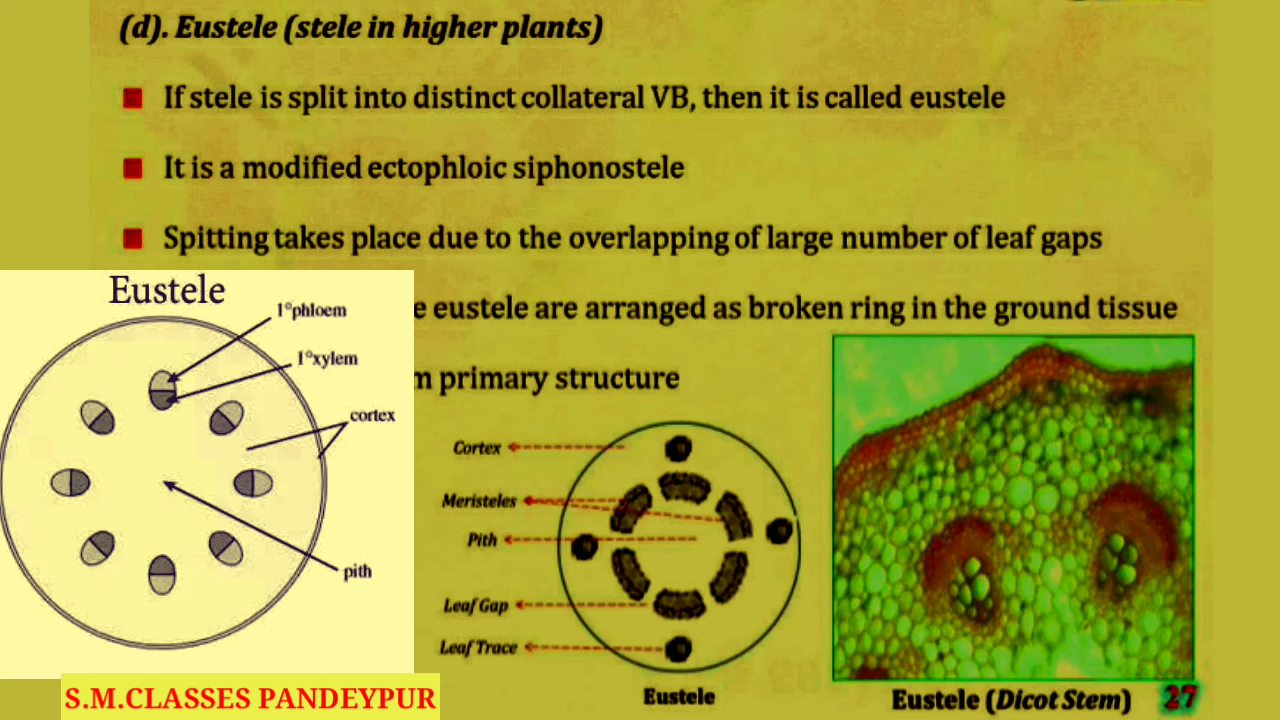 (d). Eustele (stele in higher plants)
If stele is split into distinct collateral VB, then it is called eustele
It is a modified ectophloic siphonostele
Spitting takes place due to the overlapping of large number of leaf gaps
eustele are arranged as broken ring in the ground tissue
primary structure
Eustele
1°phloem
1°xylem
cortex
pith
Cortex
Meristeles
Pith
Leaf Gap
Leaf Trace
Eustele
Eustele (Dicot Stem)
27
S.M.CLASSES PANDEYPUR